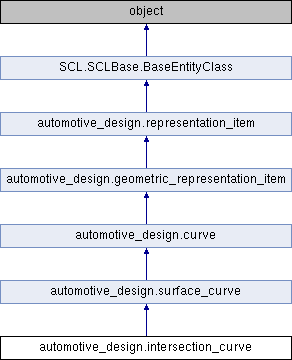 object
SCL.SCLBase.BaseEntityClass
automotive_design.representation_item
automotive_design.geometric_representation_item
automotive_design.curve
automotive_design.surface_curve
automotive_design.intersection_curve